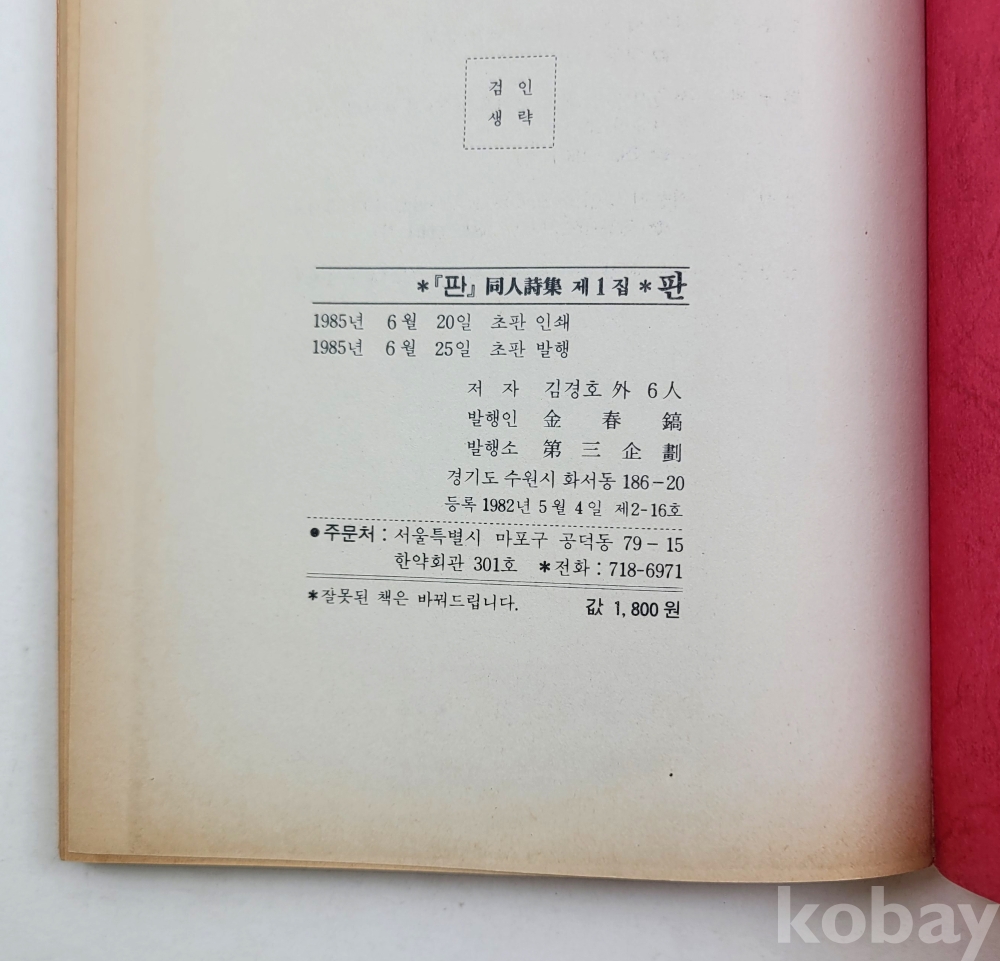 검 인
생 략
*『판』 同人詩集 제 1 집 * 판
1985년 6월 20일 초판 인쇄
1985년 6월 25일 초판 발행
저 자 김경호 外 6人
발행인 金 春 鎬
발행소 第 三 企 劃
경기도 수원시 화서동 186-20
등록 1982년 5월 4일 제2-16호
●주문처 : 서울특별시 마포구 공덕동 79-15
한약회관 301호 *전화 : 718-6971
*잘못된 책은 바꿔드립니다. 값 1,800원
kobay